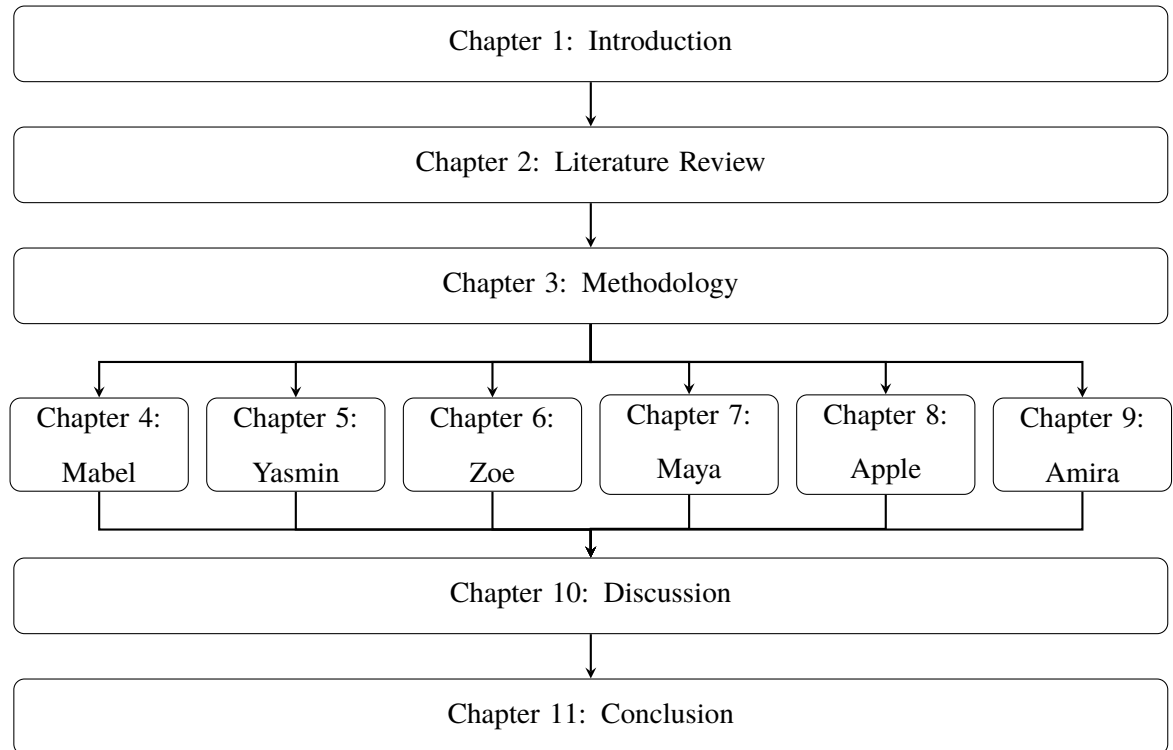 Chapter 1: Introduction
Chapter 2: Literature Review
Chapter 3: Methodology
Chapter 4:
Mabel
Chapter 5:
Yasmin
Chapter 6:
Zoe
Chapter 7:
Maya
Chapter 8:
Apple
Chapter 9:
Amira
Chapter 10: Discussion
Chapter 11: Conclusion